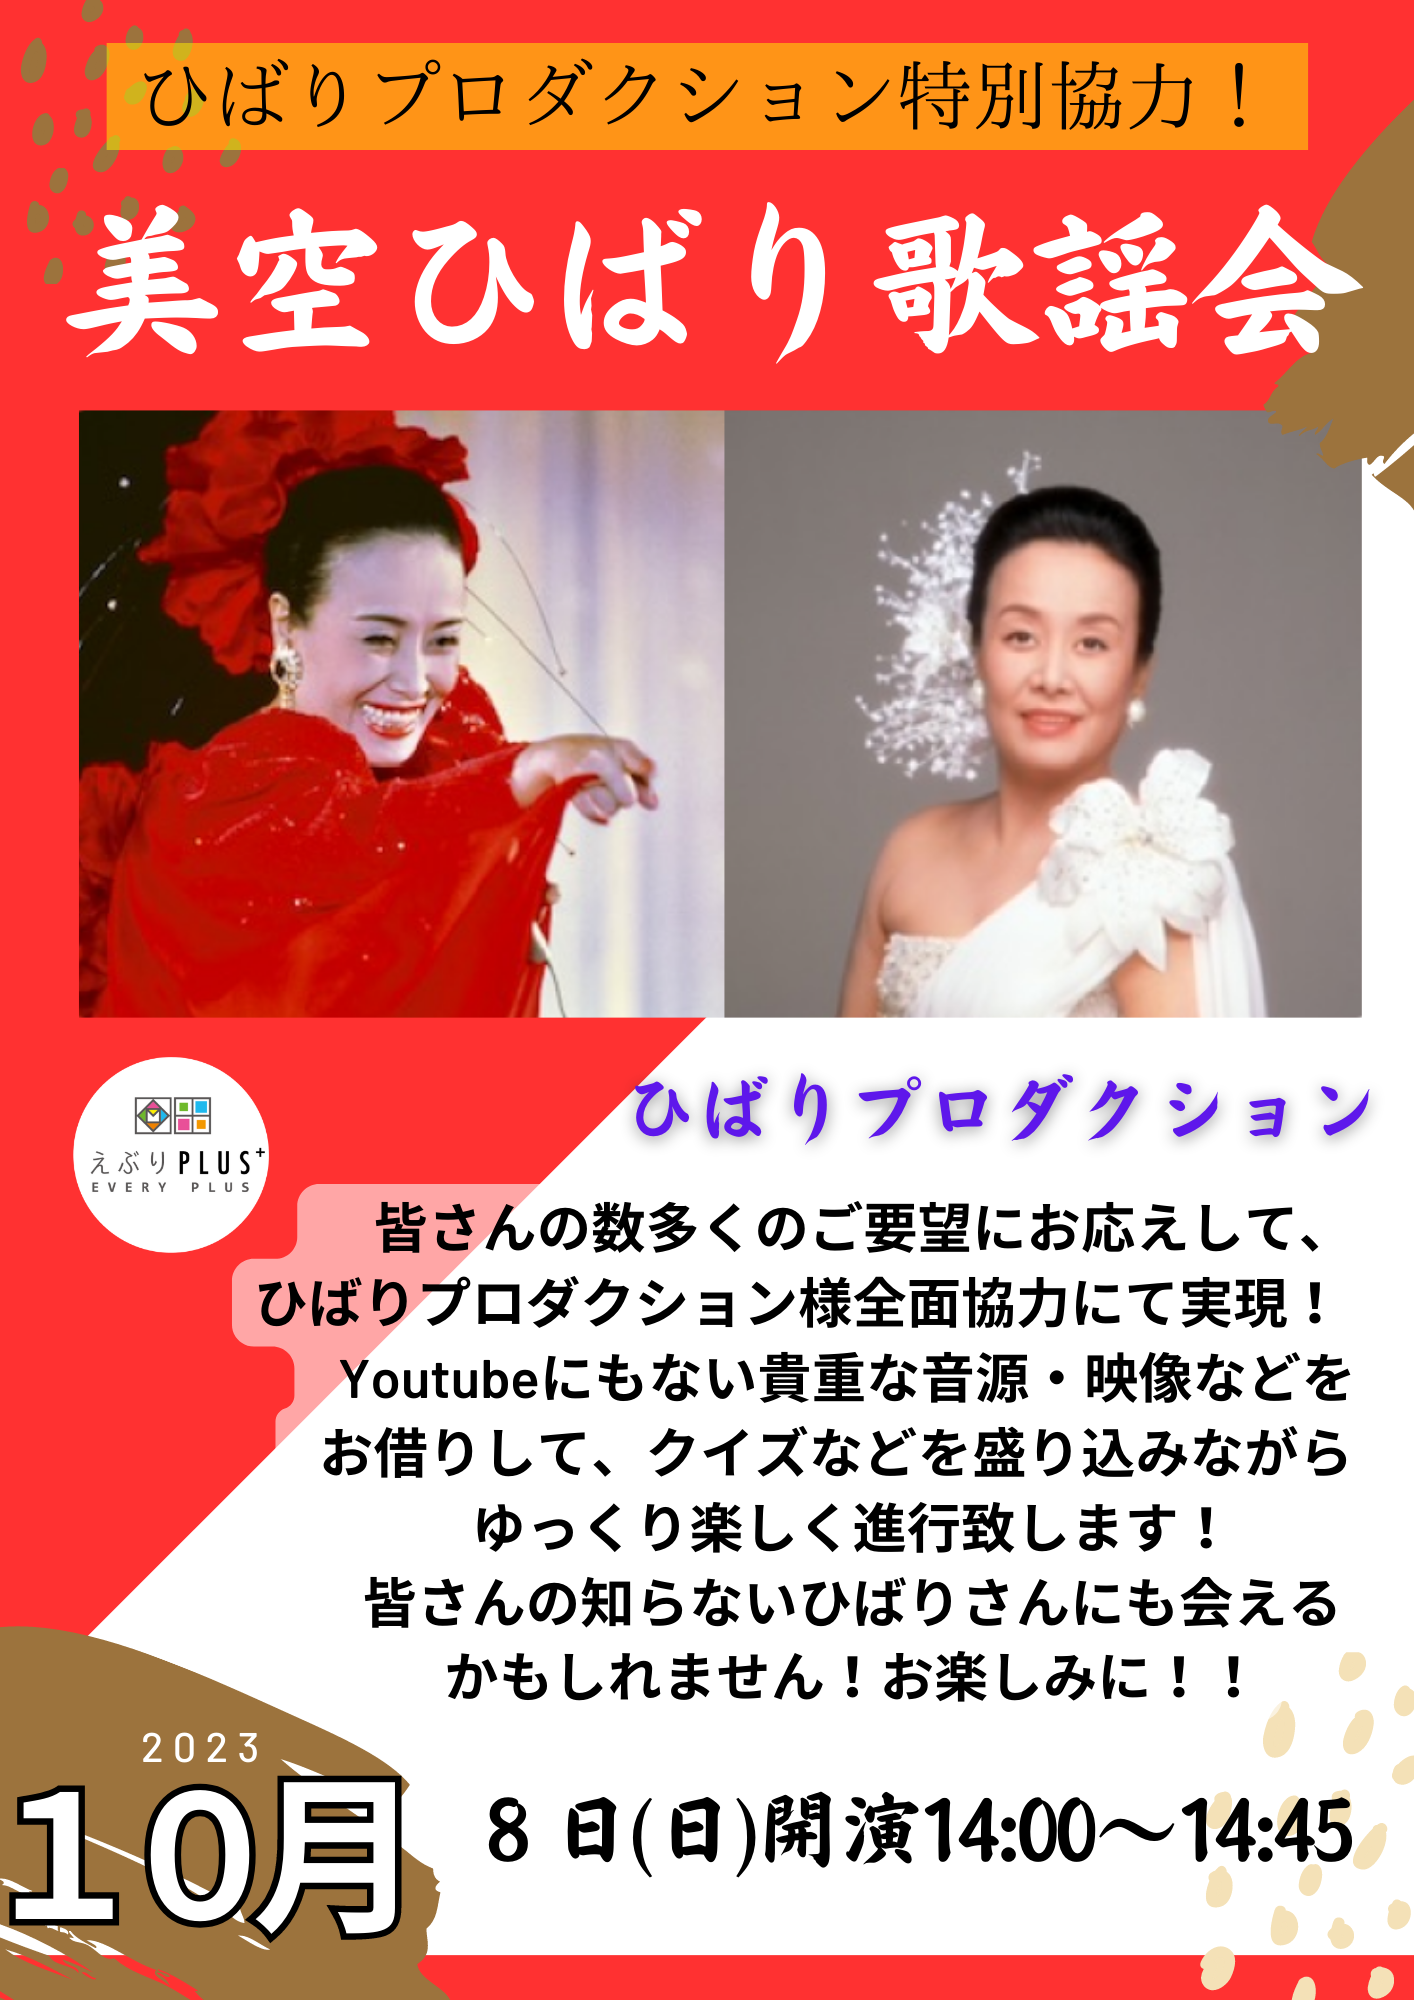 ひばりプロダクション特別協力！
美空ひばり歌謡会
えぶりPLUS+
EVERY PLUS
ひばりプロダクション
皆さんの数多くのご要望にお応えして、
ひばりプロダクション様全面協力にて実現！
Youtubeにもない貴重な音源・映像などを
お借りして、クイズなどを盛り込みながら
ゆっくり楽しく進行致します！
皆さんの知らないひばりさんにも会える
かもしれません！お楽しみに！！
2023
10月
8 日(日)開演14:00〜14:45